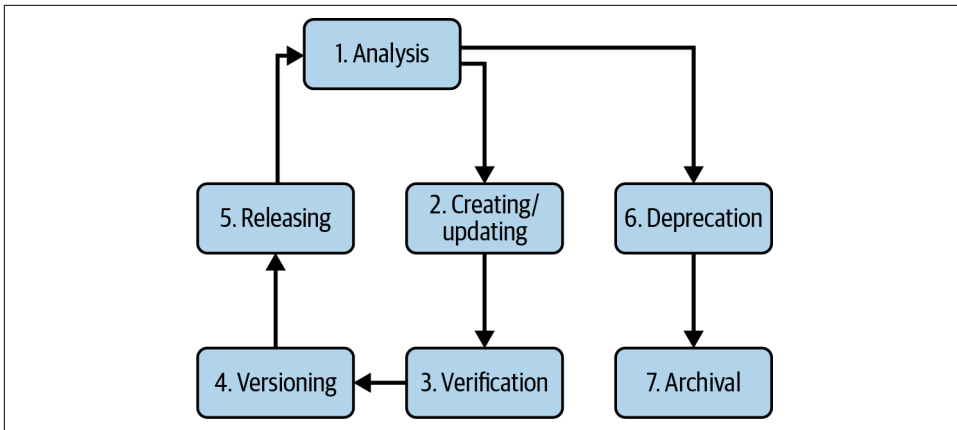 1. Analysis
5. Releasing
2. Creating/
updating
6. Deprecation
4. Versioning
3. Verification
7. Archival